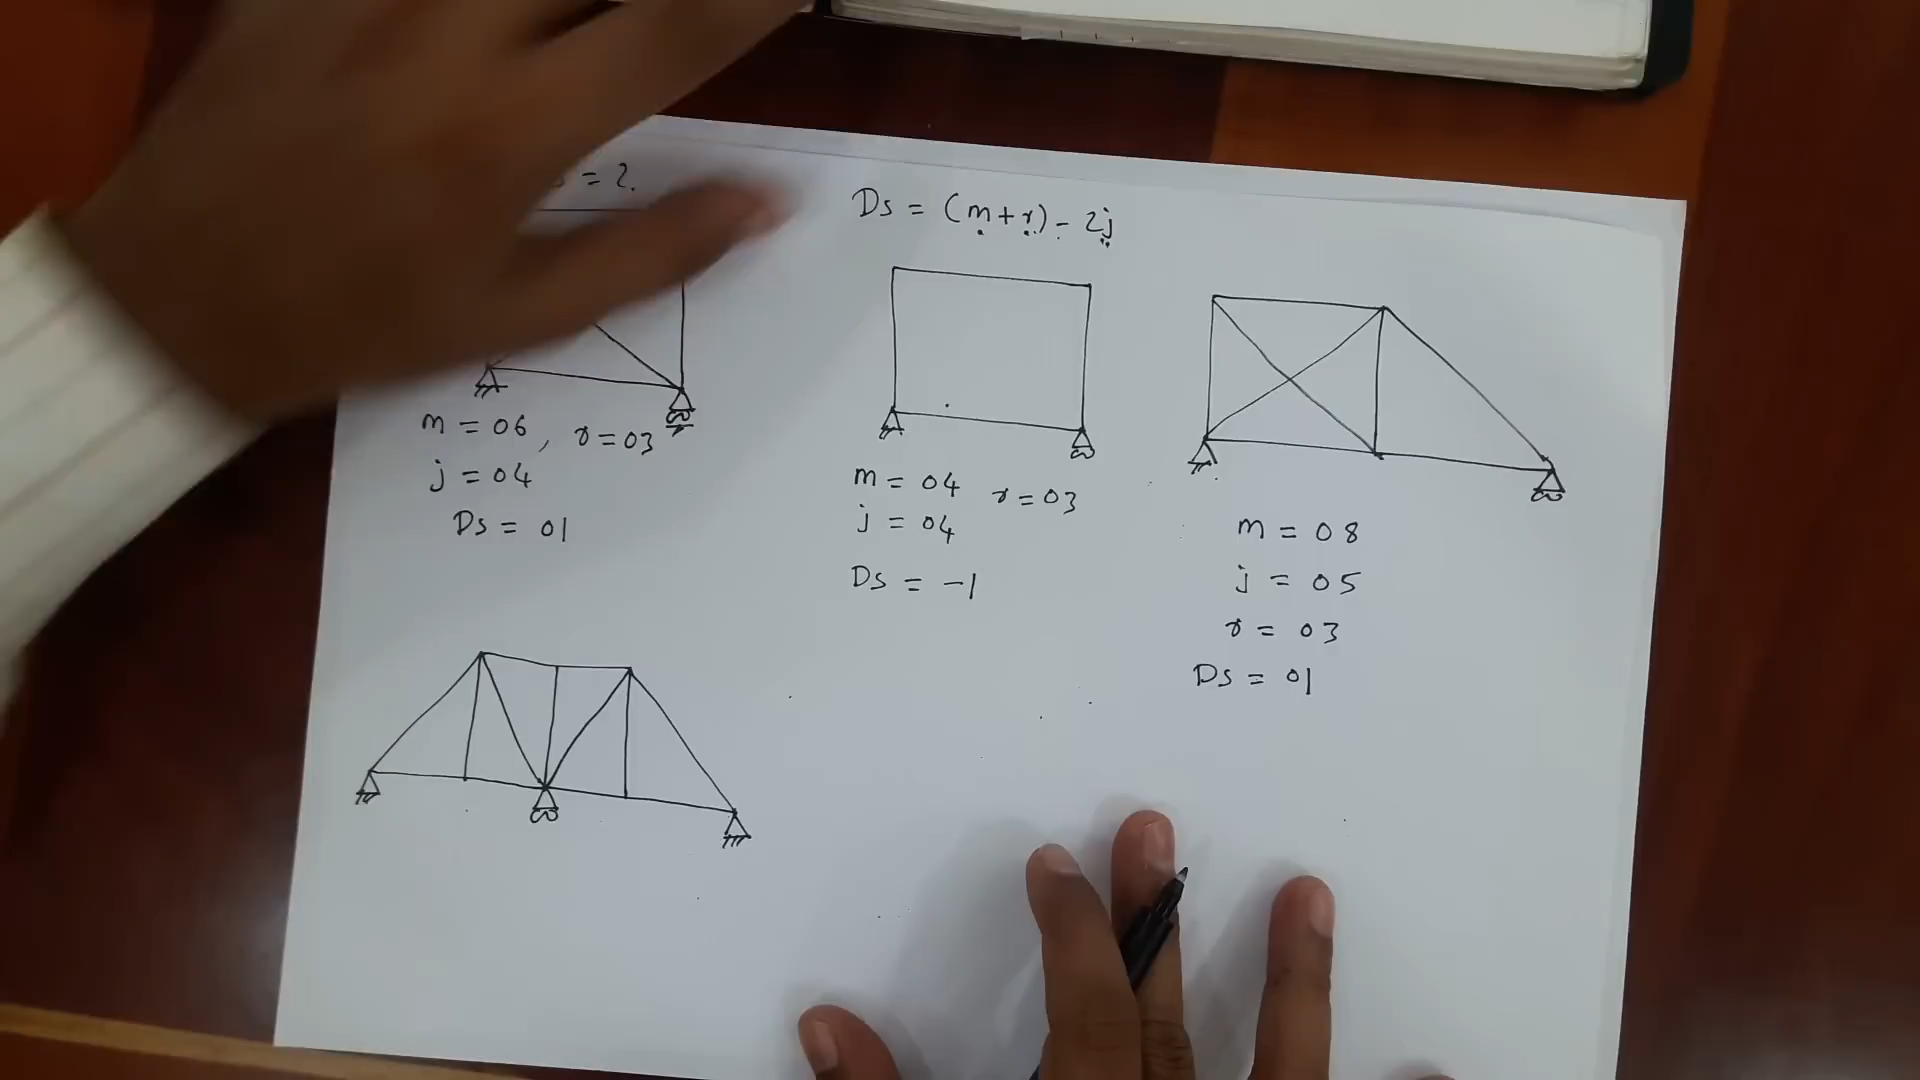 = 2.
Ds = (m+r) - 2j
m = 06, r = 03
j = 04
Ds = 01
m = 04 r = 03
j = 04
Ds = -1
m = 08
j = 05
r = 03
Ds = 01